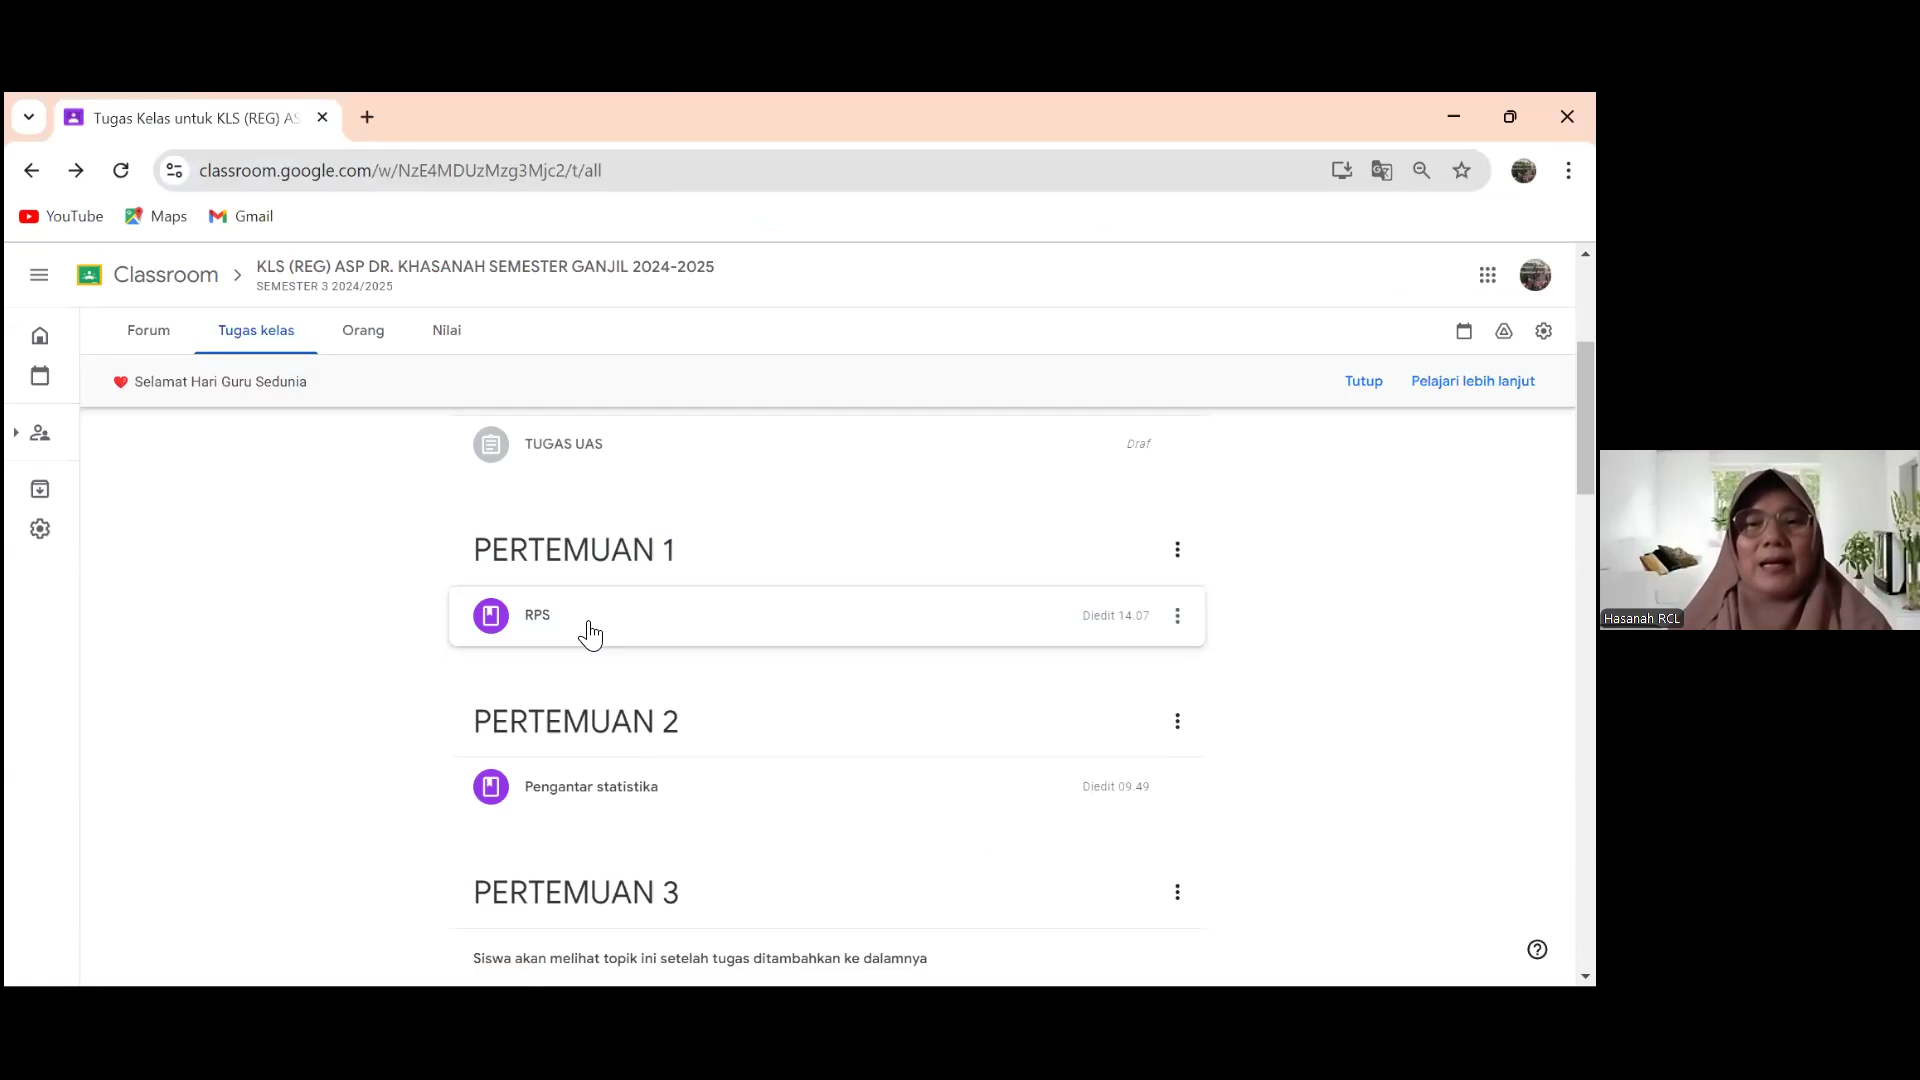 Tugas Kelas untuk KLS (REG) AS
classroom.google.com/w/NzE4MDUzMzg3Mjc2/t/all
YouTube
Maps
Gmail
Classroom
KLS (REG) ASP DR. KHASANAH SEMESTER GANJIL 2024-2025
SEMESTER 3 2024/2025
Forum
Tugas kelas
Orang
Nilai
Selamat Hari Guru Sedunia
Tutup
Pelajari lebih lanjut
TUGAS UAS
Draf
PERTEMUAN 1
RPS
Diedit 14.07
PERTEMUAN 2
Pengantar statistika
Diedit 09.49
PERTEMUAN 3
Siswa akan melihat topik ini setelah tugas ditambahkan ke dalamnya
Hasanah RCL